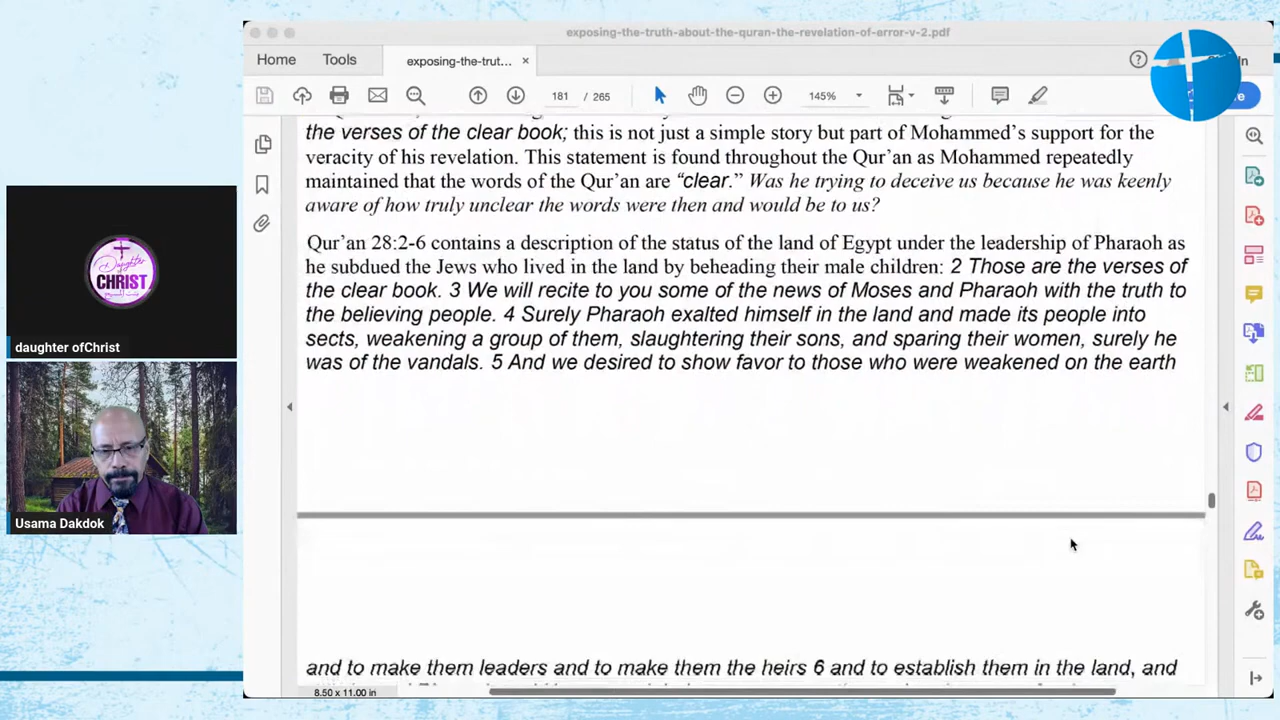 exposing-the-truth-about-the-quran-the-revelation-of-error-v-2.pdf
Home
Tools
exposing-the-trut...
181 / 265
145%
the verses of the clear book; this is not just a simple story but part of Mohammed's support for the
veracity of his revelation. This statement is found throughout the Qur'an as Mohammed repeatedly
maintained that the words of the Qur'an are “clear.” Was he trying to deceive us because he was keenly
aware of how truly unclear the words were then and would be to us?
Qur'an 28:2-6 contains a description of the status of the land of Egypt under the leadership of Pharaoh as
he subdued the Jews who lived in the land by beheading their male children: 2 Those are the verses of
the clear book. 3 We will recite to you some of the news of Moses and Pharaoh with the truth to
the believing people. 4 Surely Pharaoh exalted himself in the land and made its people into
sects, weakening a group of them, slaughtering their sons, and sparing their women, surely he
was of the vandals. 5 And we desired to show favor to those who were weakened on the earth
and to make them leaders and to make them the heirs 6 and to establish them in the land, and
8.50 x 11.00 in
Daughter
CHRIST
daughter ofChrist
Usama Dakdok